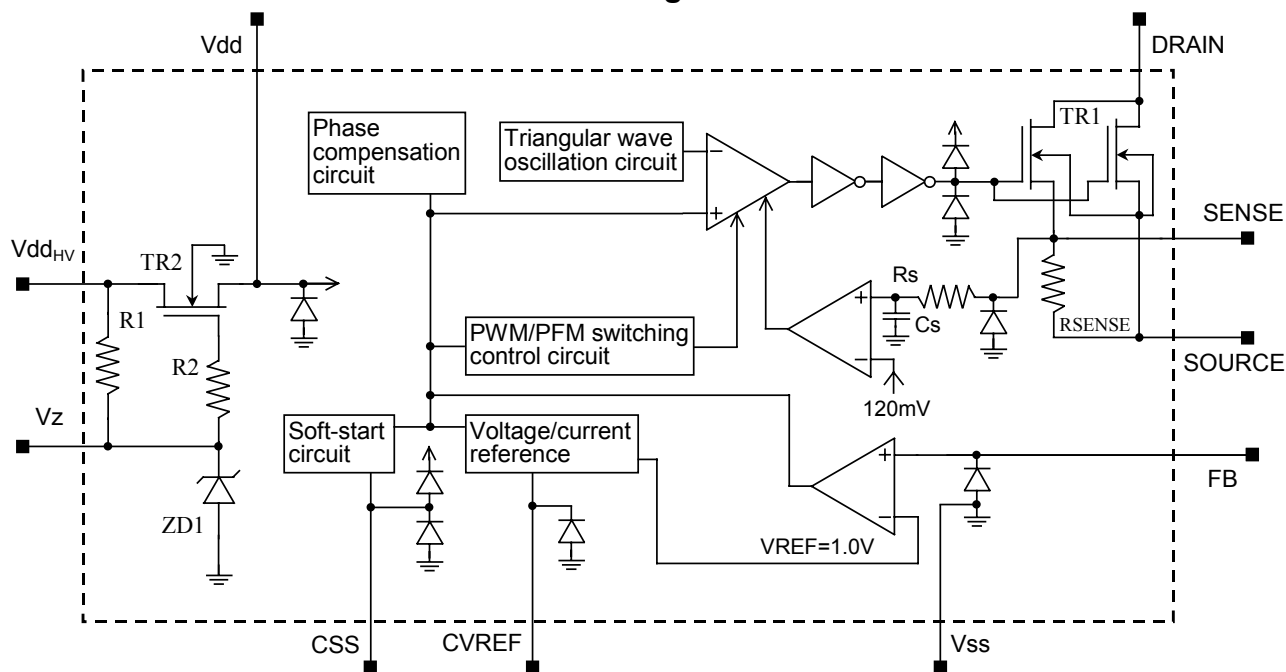 Vdd
DRAIN
Phase
compensation
circuit
Triangular wave
oscillation circuit
−
+
TR1
SENSE
VddHV
TR2
R1
R2
Rs
+
Cs
RSENSE
PWM/PFM switching
control circuit
−
120mV
SOURCE
Vz
Soft-start
circuit
Voltage/current
reference
+
−
FB
ZD1
VREF=1.0V
CSS
CVREF
Vss